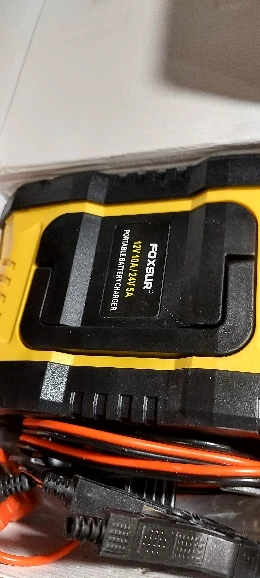 FOXSUR
12V 10A / 24V 5A
PORTABLE BATTERY CHARGER